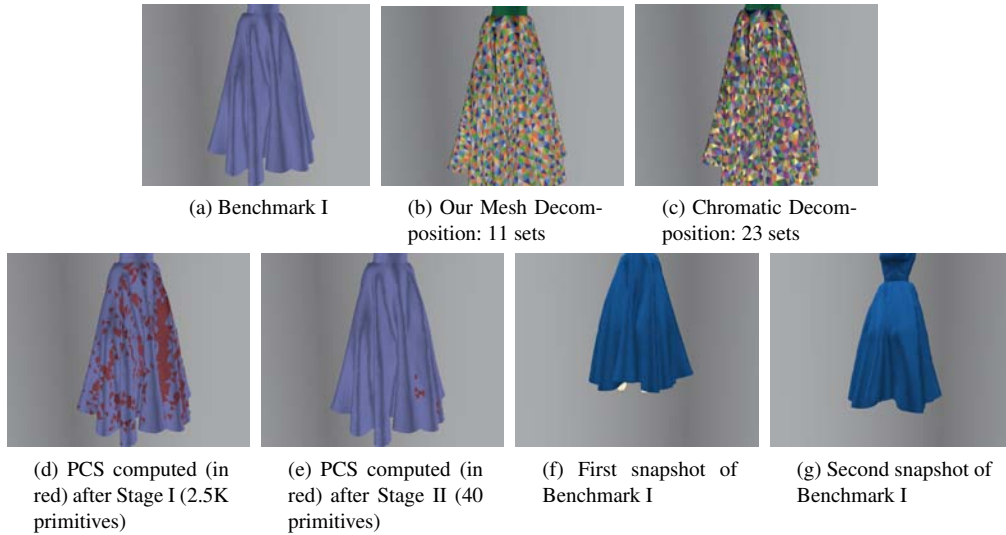 (a) Benchmark I
(b) Our Mesh Decom-
position: 11 sets
(c) Chromatic Decom-
position: 23 sets
(d) PCS computed (in
red) after Stage I (2.5K
primitives)
(e) PCS computed (in
red) after Stage II (40
primitives)
(f) First snapshot of
Benchmark I
(g) Second snapshot of
Benchmark I